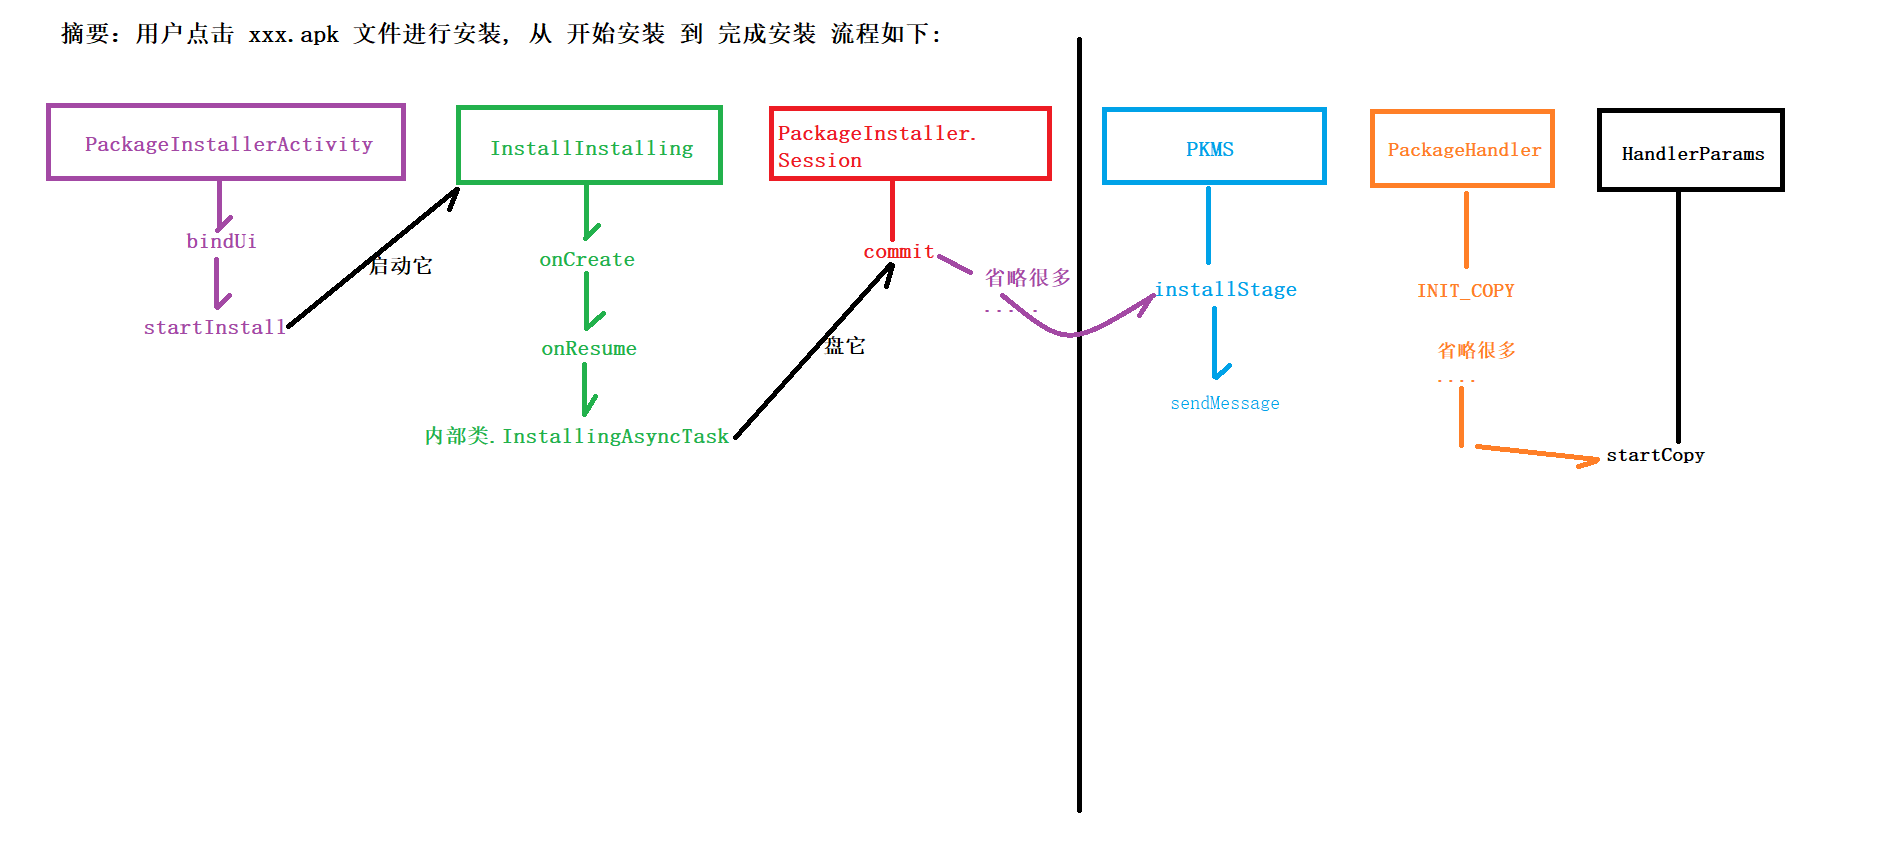 摘要：用户点击 xxx.apk 文件进行安装, 从 开始安装 到 完成安装 流程如下:
PackageInstallerActivity
bindUi
startInstall
启动它
InstallInstalling
onCreate
onResume
内部类.InstallingAsyncTask
盘它
PackageInstaller.
Session
commit
省略很多
......
PKMS
installStage
sendMessage
PackageHandler
INIT_COPY
省略很多
....
HandlerParams
startCopy